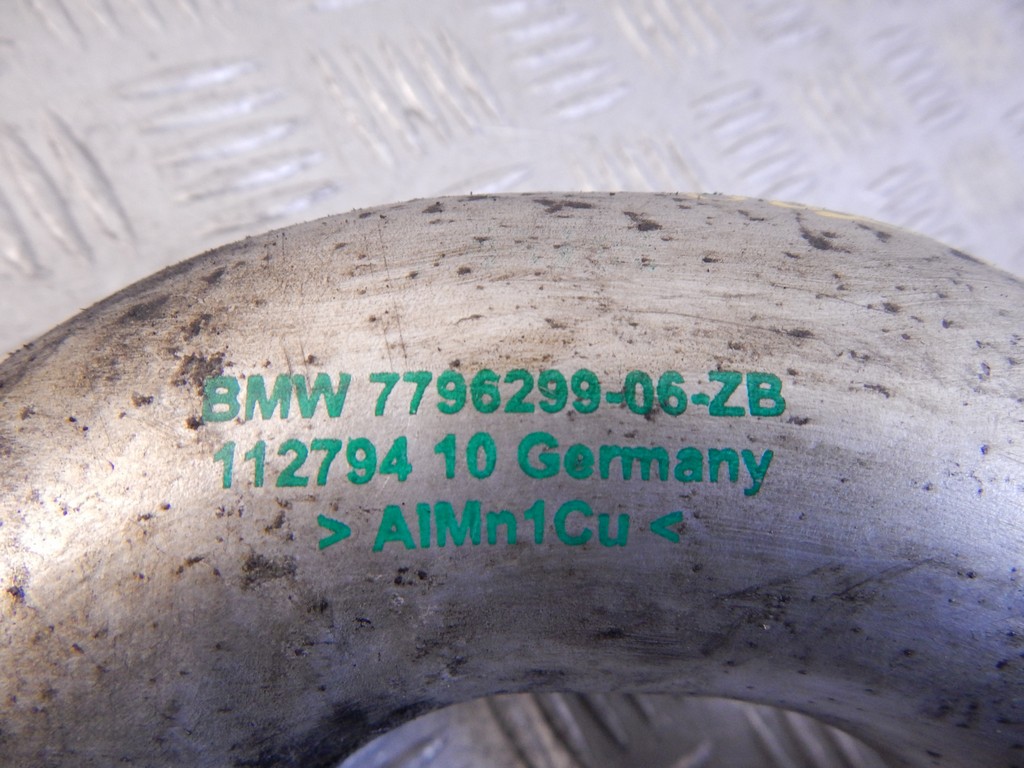 BMW 7796299-06-ZB
112794 10 Germany
> AlMn1Cu <